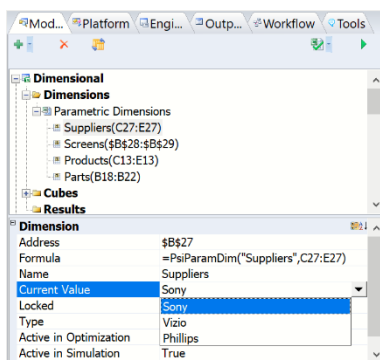 Mod... Platform Engi... Outp... Workflow Tools
Dimensional
Dimensions
Parametric Dimensions
Suppliers(C27:E27)
Screens($B$28:$B$29)
Products(C13:E13)
Parts(B18:B22)
Cubes
Results
Dimension
Address $B$27
Formula =PsiParamDim("Suppliers",C27:E27)
Name Suppliers
Current Value Sony
Locked Sony
Type Vizio
Active in Optimization Phillips
Active in Simulation True